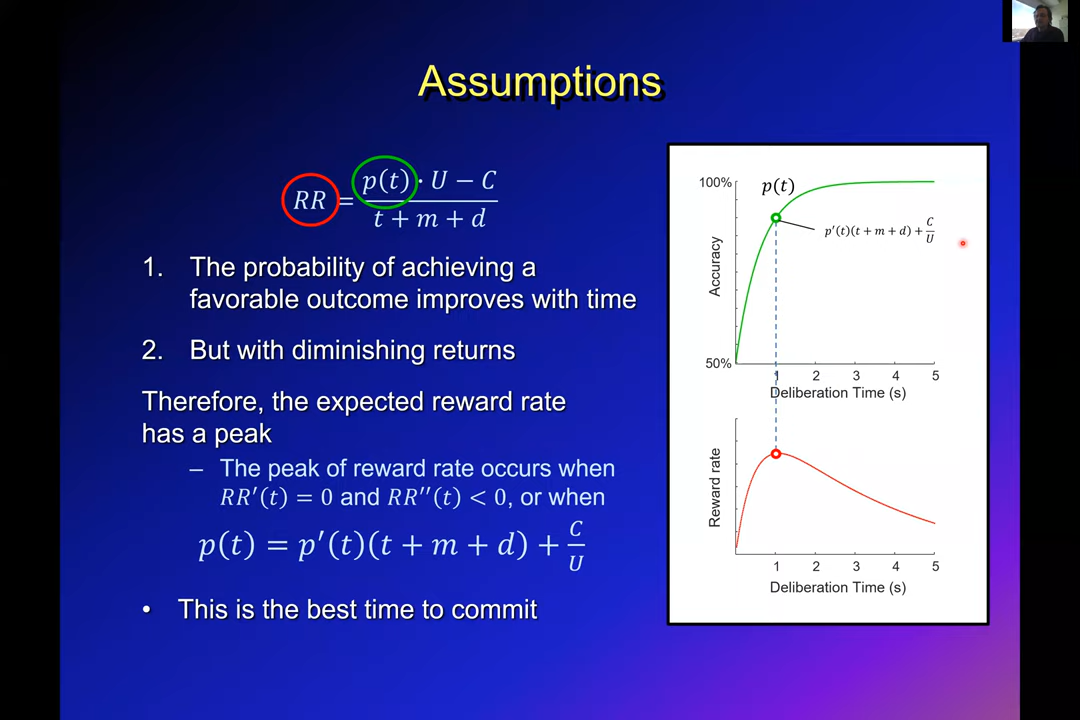 Assumptions
RR = p(t) · U − C / t + m + d
1. The probability of achieving a
favorable outcome improves with time
2. But with diminishing returns
Therefore, the expected reward rate
has a peak
– The peak of reward rate occurs when
RR′(t) = 0 and RR′′(t) < 0, or when
p(t) = p′(t)(t + m + d) + C/U
• This is the best time to commit
100%
p(t)
p′(t)(t + m + d) + C/U
Accuracy
50%
1 2 3 4 5
Deliberation Time (s)
Reward rate
1 2 3 4 5
Deliberation Time (s)